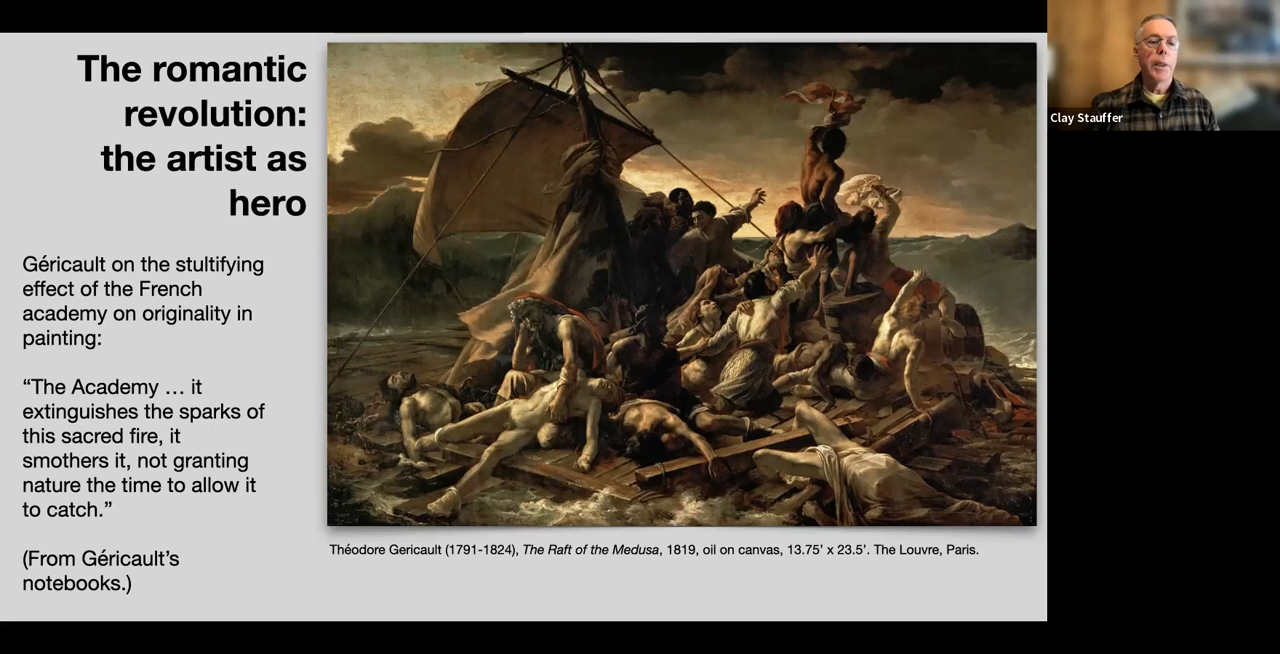 The romantic
revolution:
the artist as
hero
Géricault on the stultifying
effect of the French
academy on originality in
painting:
“The Academy … it
extinguishes the sparks of
this sacred fire, it
smothers it, not granting
nature the time to allow it
to catch.”
(From Géricault’s
notebooks.)
Théodore Gericault (1791-1824), The Raft of the Medusa, 1819, oil on canvas, 13.75’ x 23.5’. The Louvre, Paris.
Clay Stauffer